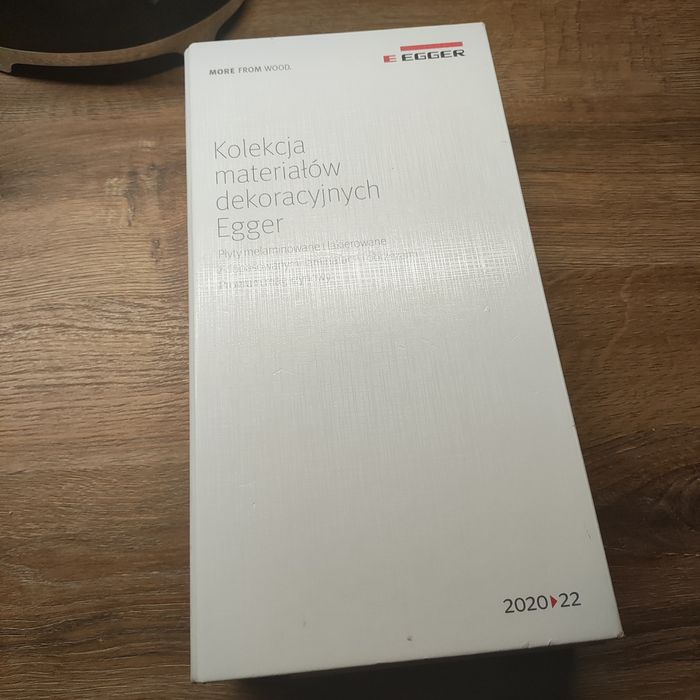 MORE FROM WOOD.
E EGGER
Kolekcja
materiałów
dekoracyjnych
Egger
Płyty melaminowane i lakierowane
2020 22